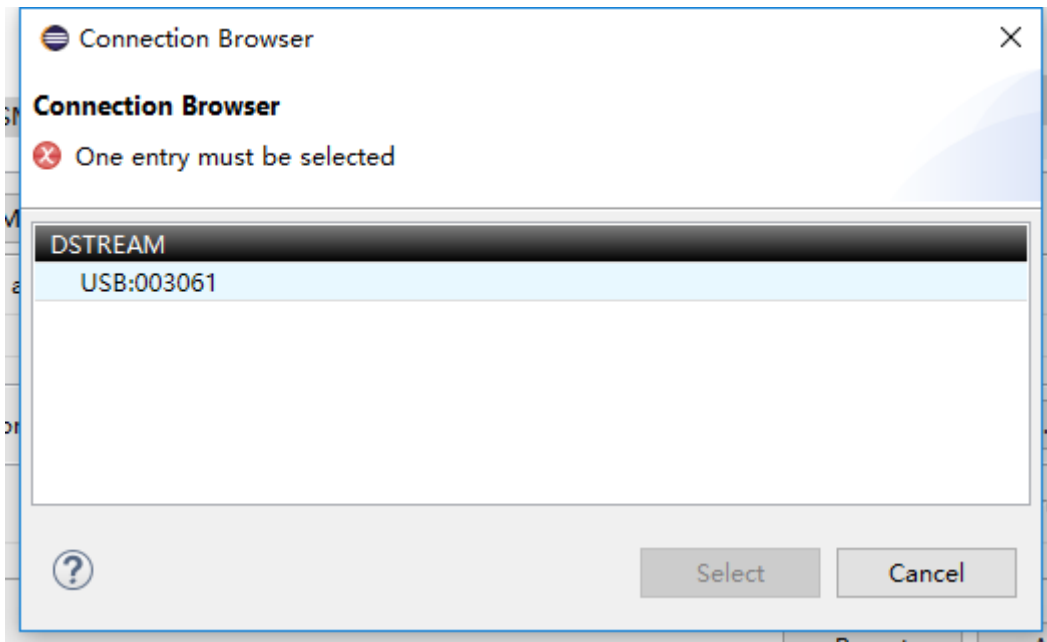 Connection Browser
Connection Browser
One entry must be selected
DSTREAM
USB:003061
Select
Cancel